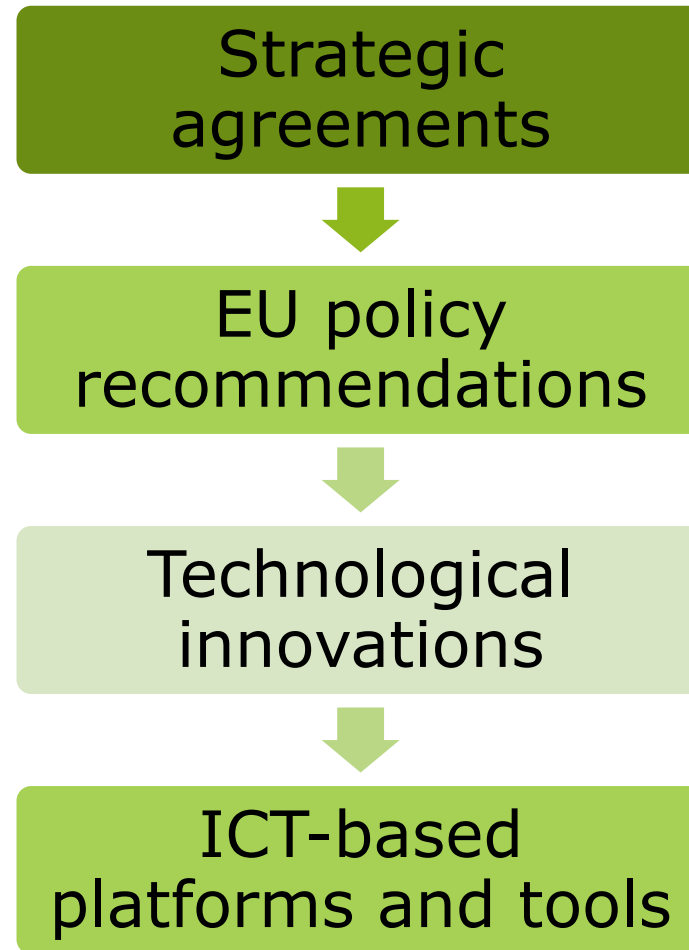 Strategic
agreements
EU policy
recommendations
Technological
innovations
ICT-based
platforms and tools